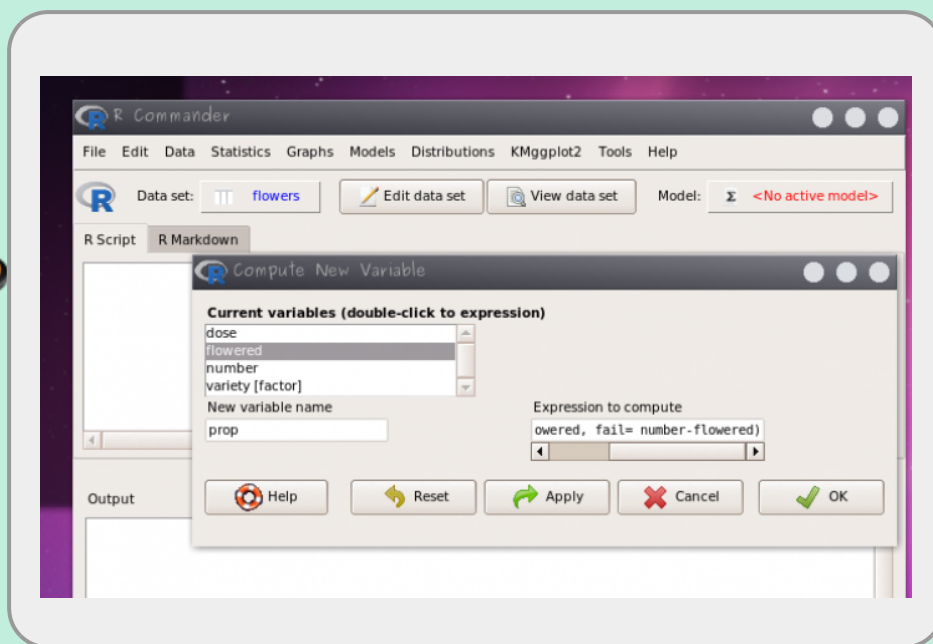 R Commander
File Edit Data Statistics Graphs Models Distributions KMggplot2 Tools Help
R Data set: flowers Edit data set View data set Model: Σ <No active model>
R Script R Markdown
R Compute New Variable
Current variables (double-click to expression)
dose
flowered
number
variety [factor]
New variable name Expression to compute
prop owered, fail= number-flowered)
Help Reset Apply Cancel OK
Output